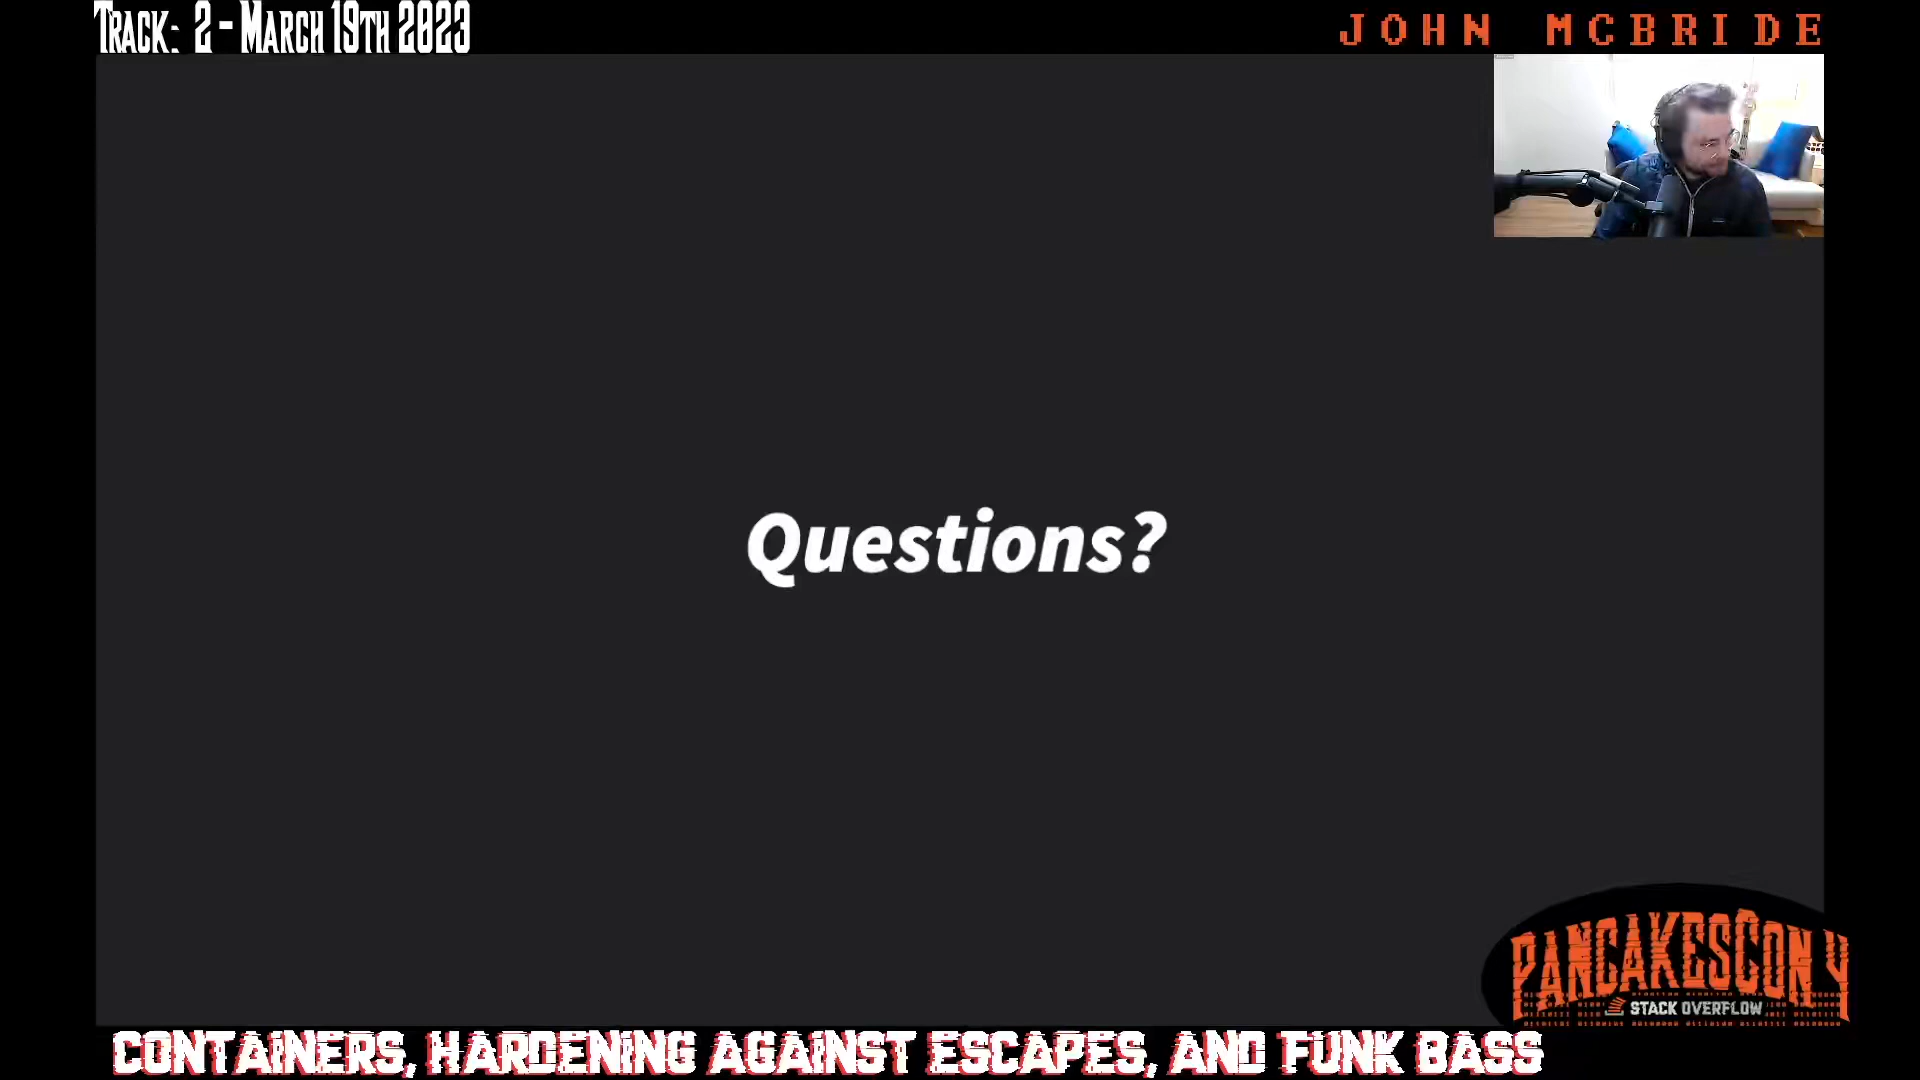 Track: 2 - March 19th 2023
JOHN MCBRIDE
Questions?
PANCAKESCON 4
STACK OVERFLOW
CONTAINERS, HARDENING AGAINST ESCAPES, AND FUNK BASS